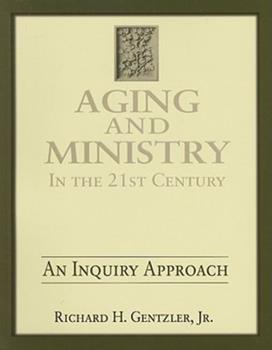 AGING
AND
MINISTRY
IN THE 21ST CENTURY
AN INQUIRY APPROACH
RICHARD H. GENTZLER, JR.